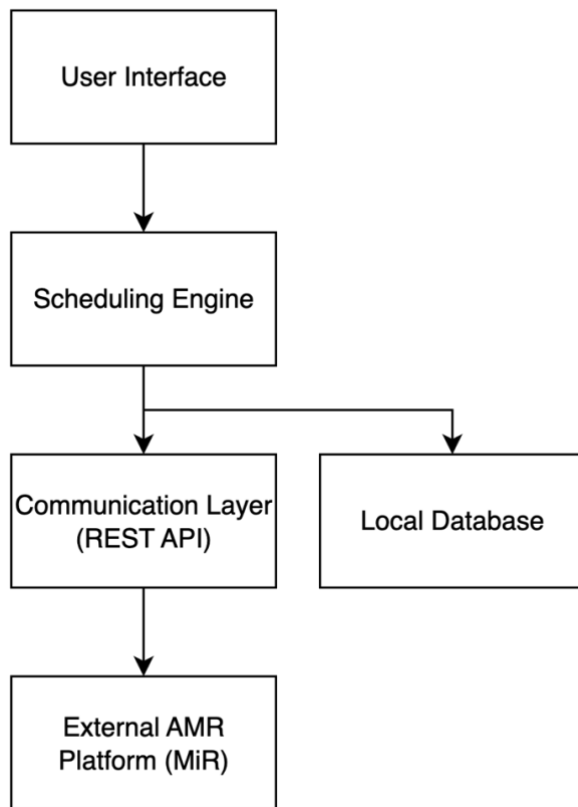 User Interface
Scheduling Engine
Communication Layer
(REST API)
Local Database
External AMR
Platform (MiR)